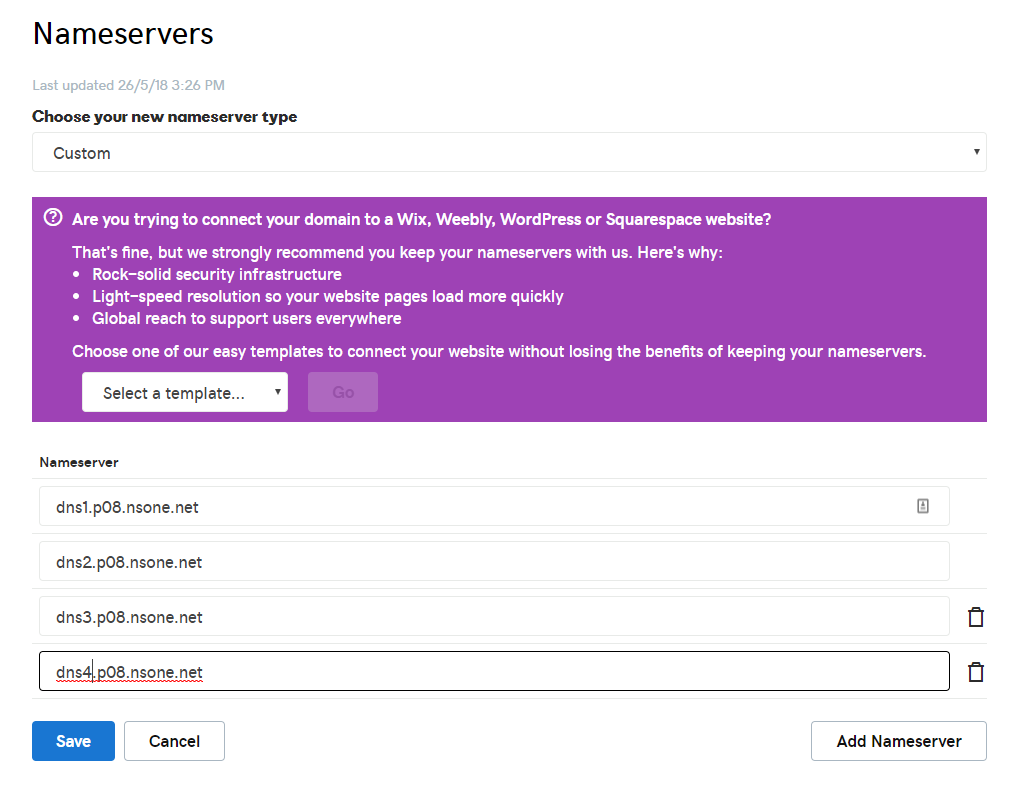 Nameservers
Last updated 26/5/18 3:26 PM
Choose your new nameserver type
Custom
Are you trying to connect your domain to a Wix, Weebly, WordPress or Squarespace website?
That's fine, but we strongly recommend you keep your nameservers with us. Here's why:
• Rock-solid security infrastructure
• Light-speed resolution so your website pages load more quickly
• Global reach to support users everywhere
Choose one of our easy templates to connect your website without losing the benefits of keeping your nameservers.
Select a template... Go
Nameserver
dns1.p08.nsone.net
dns2.p08.nsone.net
dns3.p08.nsone.net
dns4.p08.nsone.net
Save Cancel Add Nameserver